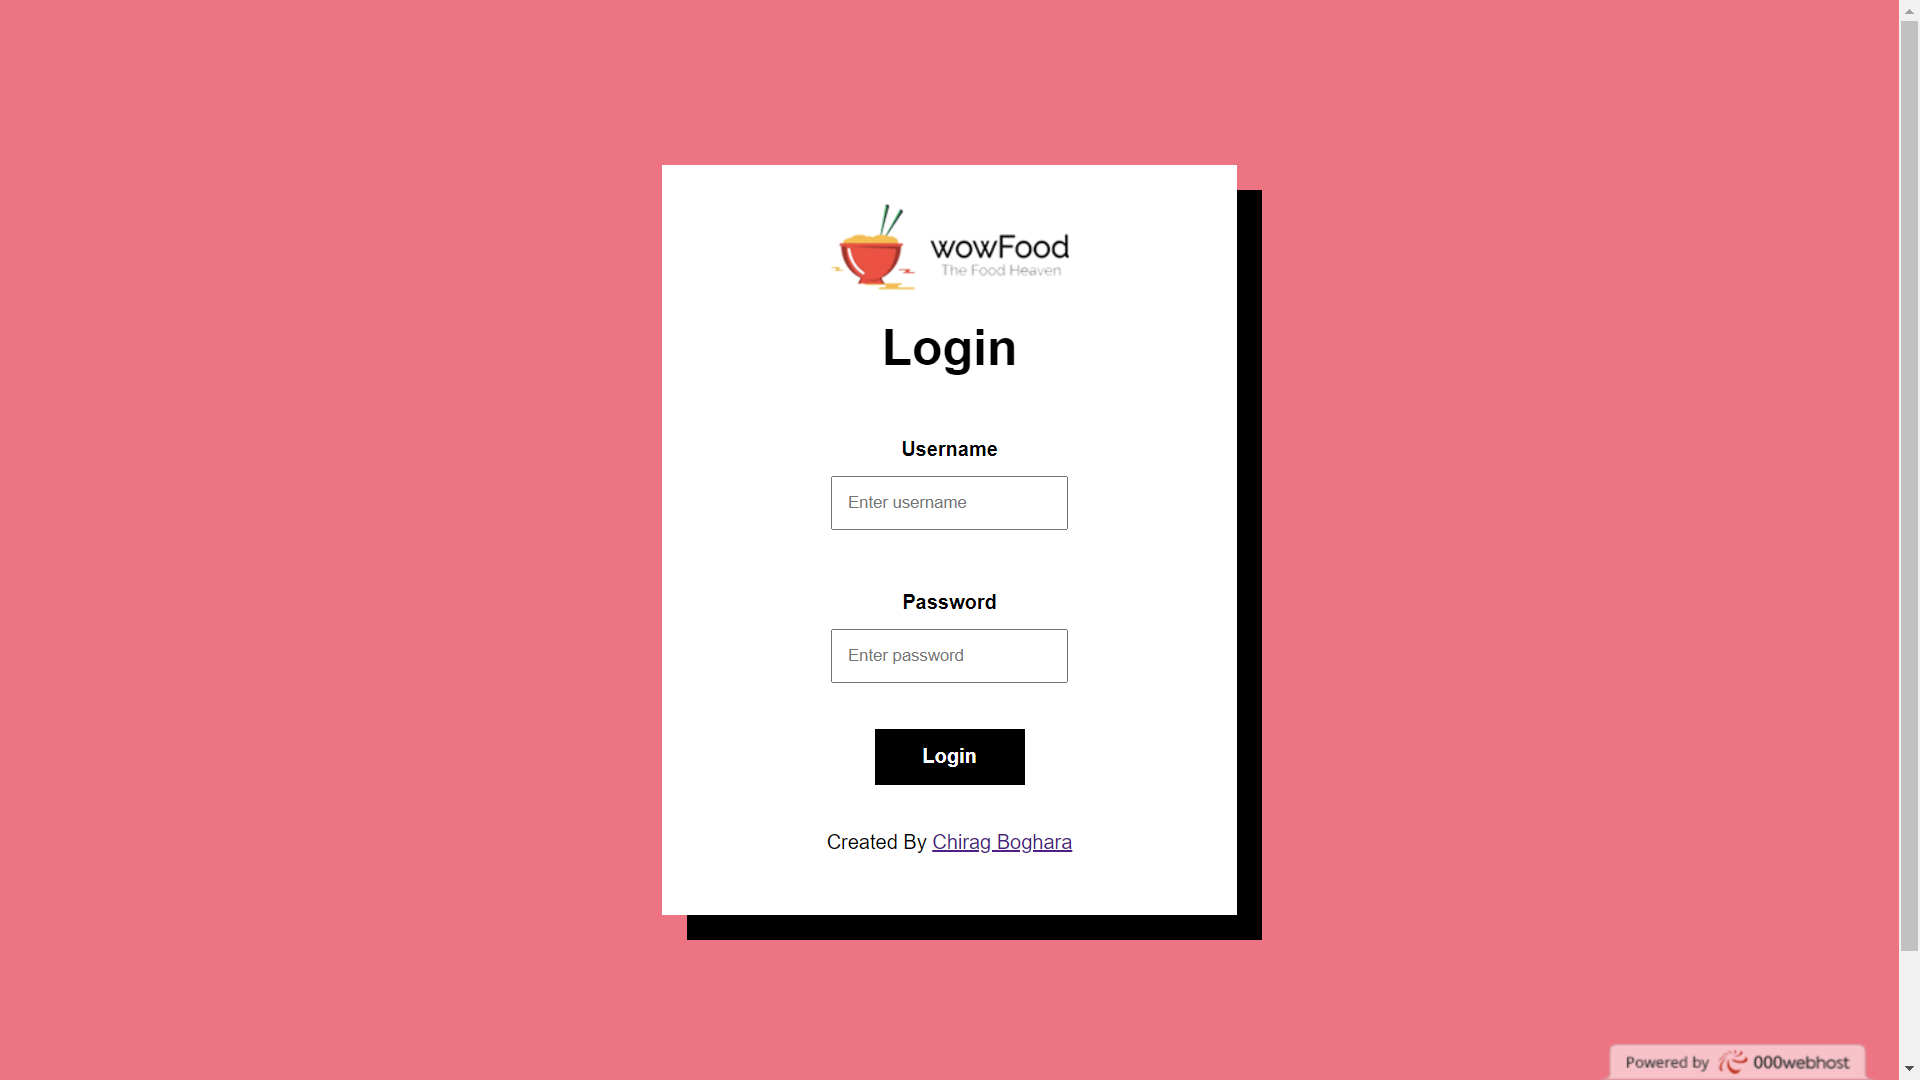 wowFood
The Food Heaven
Login
Username
Enter username
Password
Enter password
Login
Created By Chirag Boghara
Powered by 000webhost